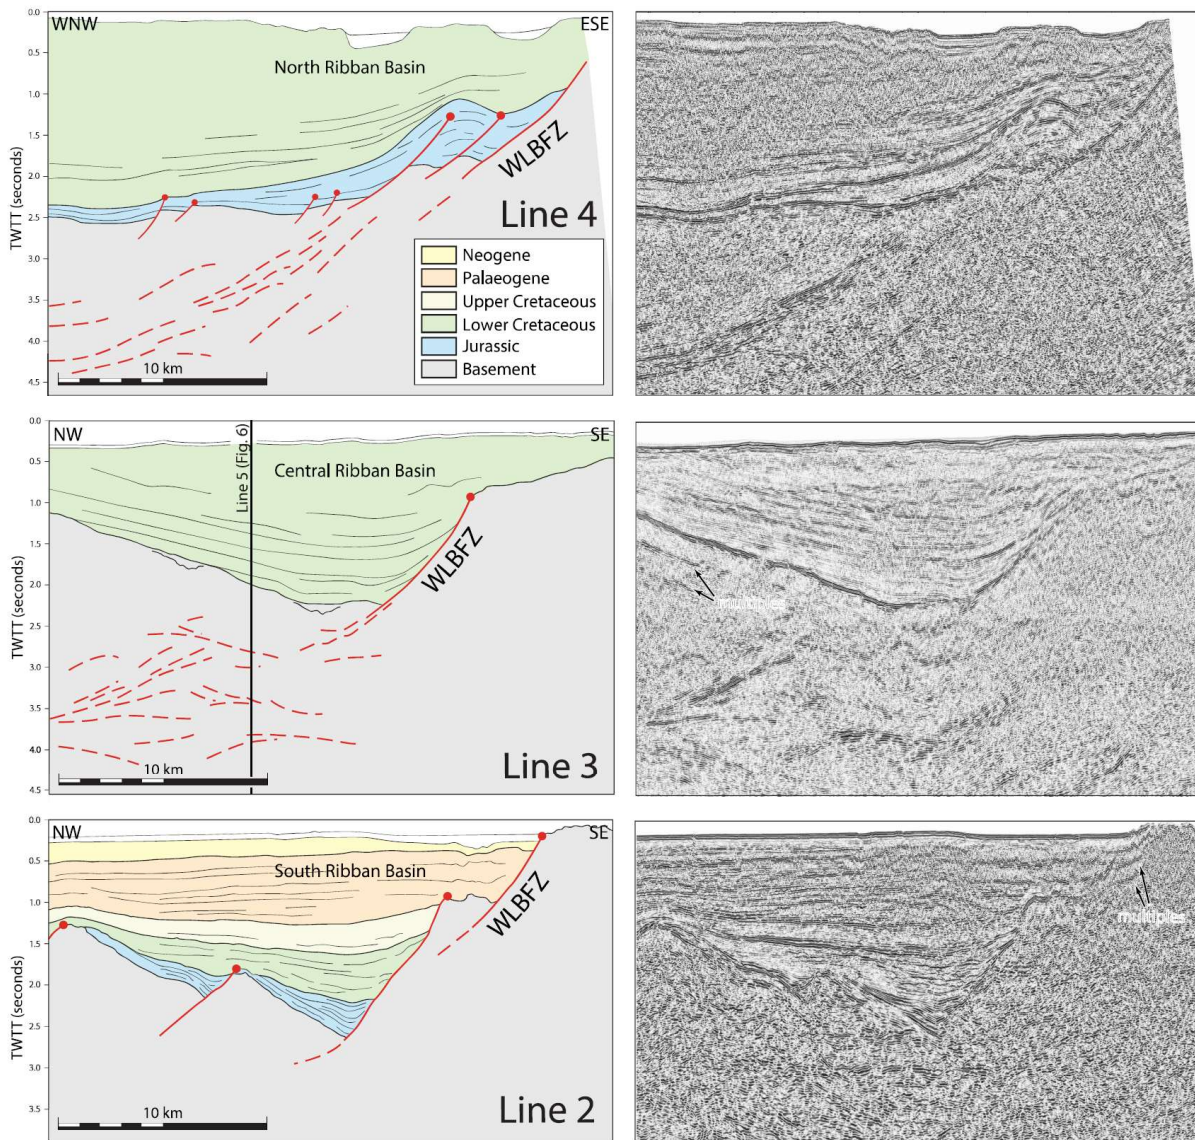 WNW
ESE
North Ribban Basin
WLBFZ
Line 4
TWTT (seconds)
0.0
0.5
1.0
1.5
2.0
2.5
3.0
3.5
4.0
4.5
10 km
Neogene
Palaeogene
Upper Cretaceous
Lower Cretaceous
Jurassic
Basement
NW
SE
Line 5 (Fig. 6)
Central Ribban Basin
WLBFZ
Line 3
TWTT (seconds)
0.0
0.5
1.0
1.5
2.0
2.5
3.0
3.5
4.0
4.5
10 km
multiples
NW
SE
South Ribban Basin
WLBFZ
Line 2
TWTT (seconds)
0.0
0.5
1.0
1.5
2.0
2.5
3.0
3.5
10 km
multiples